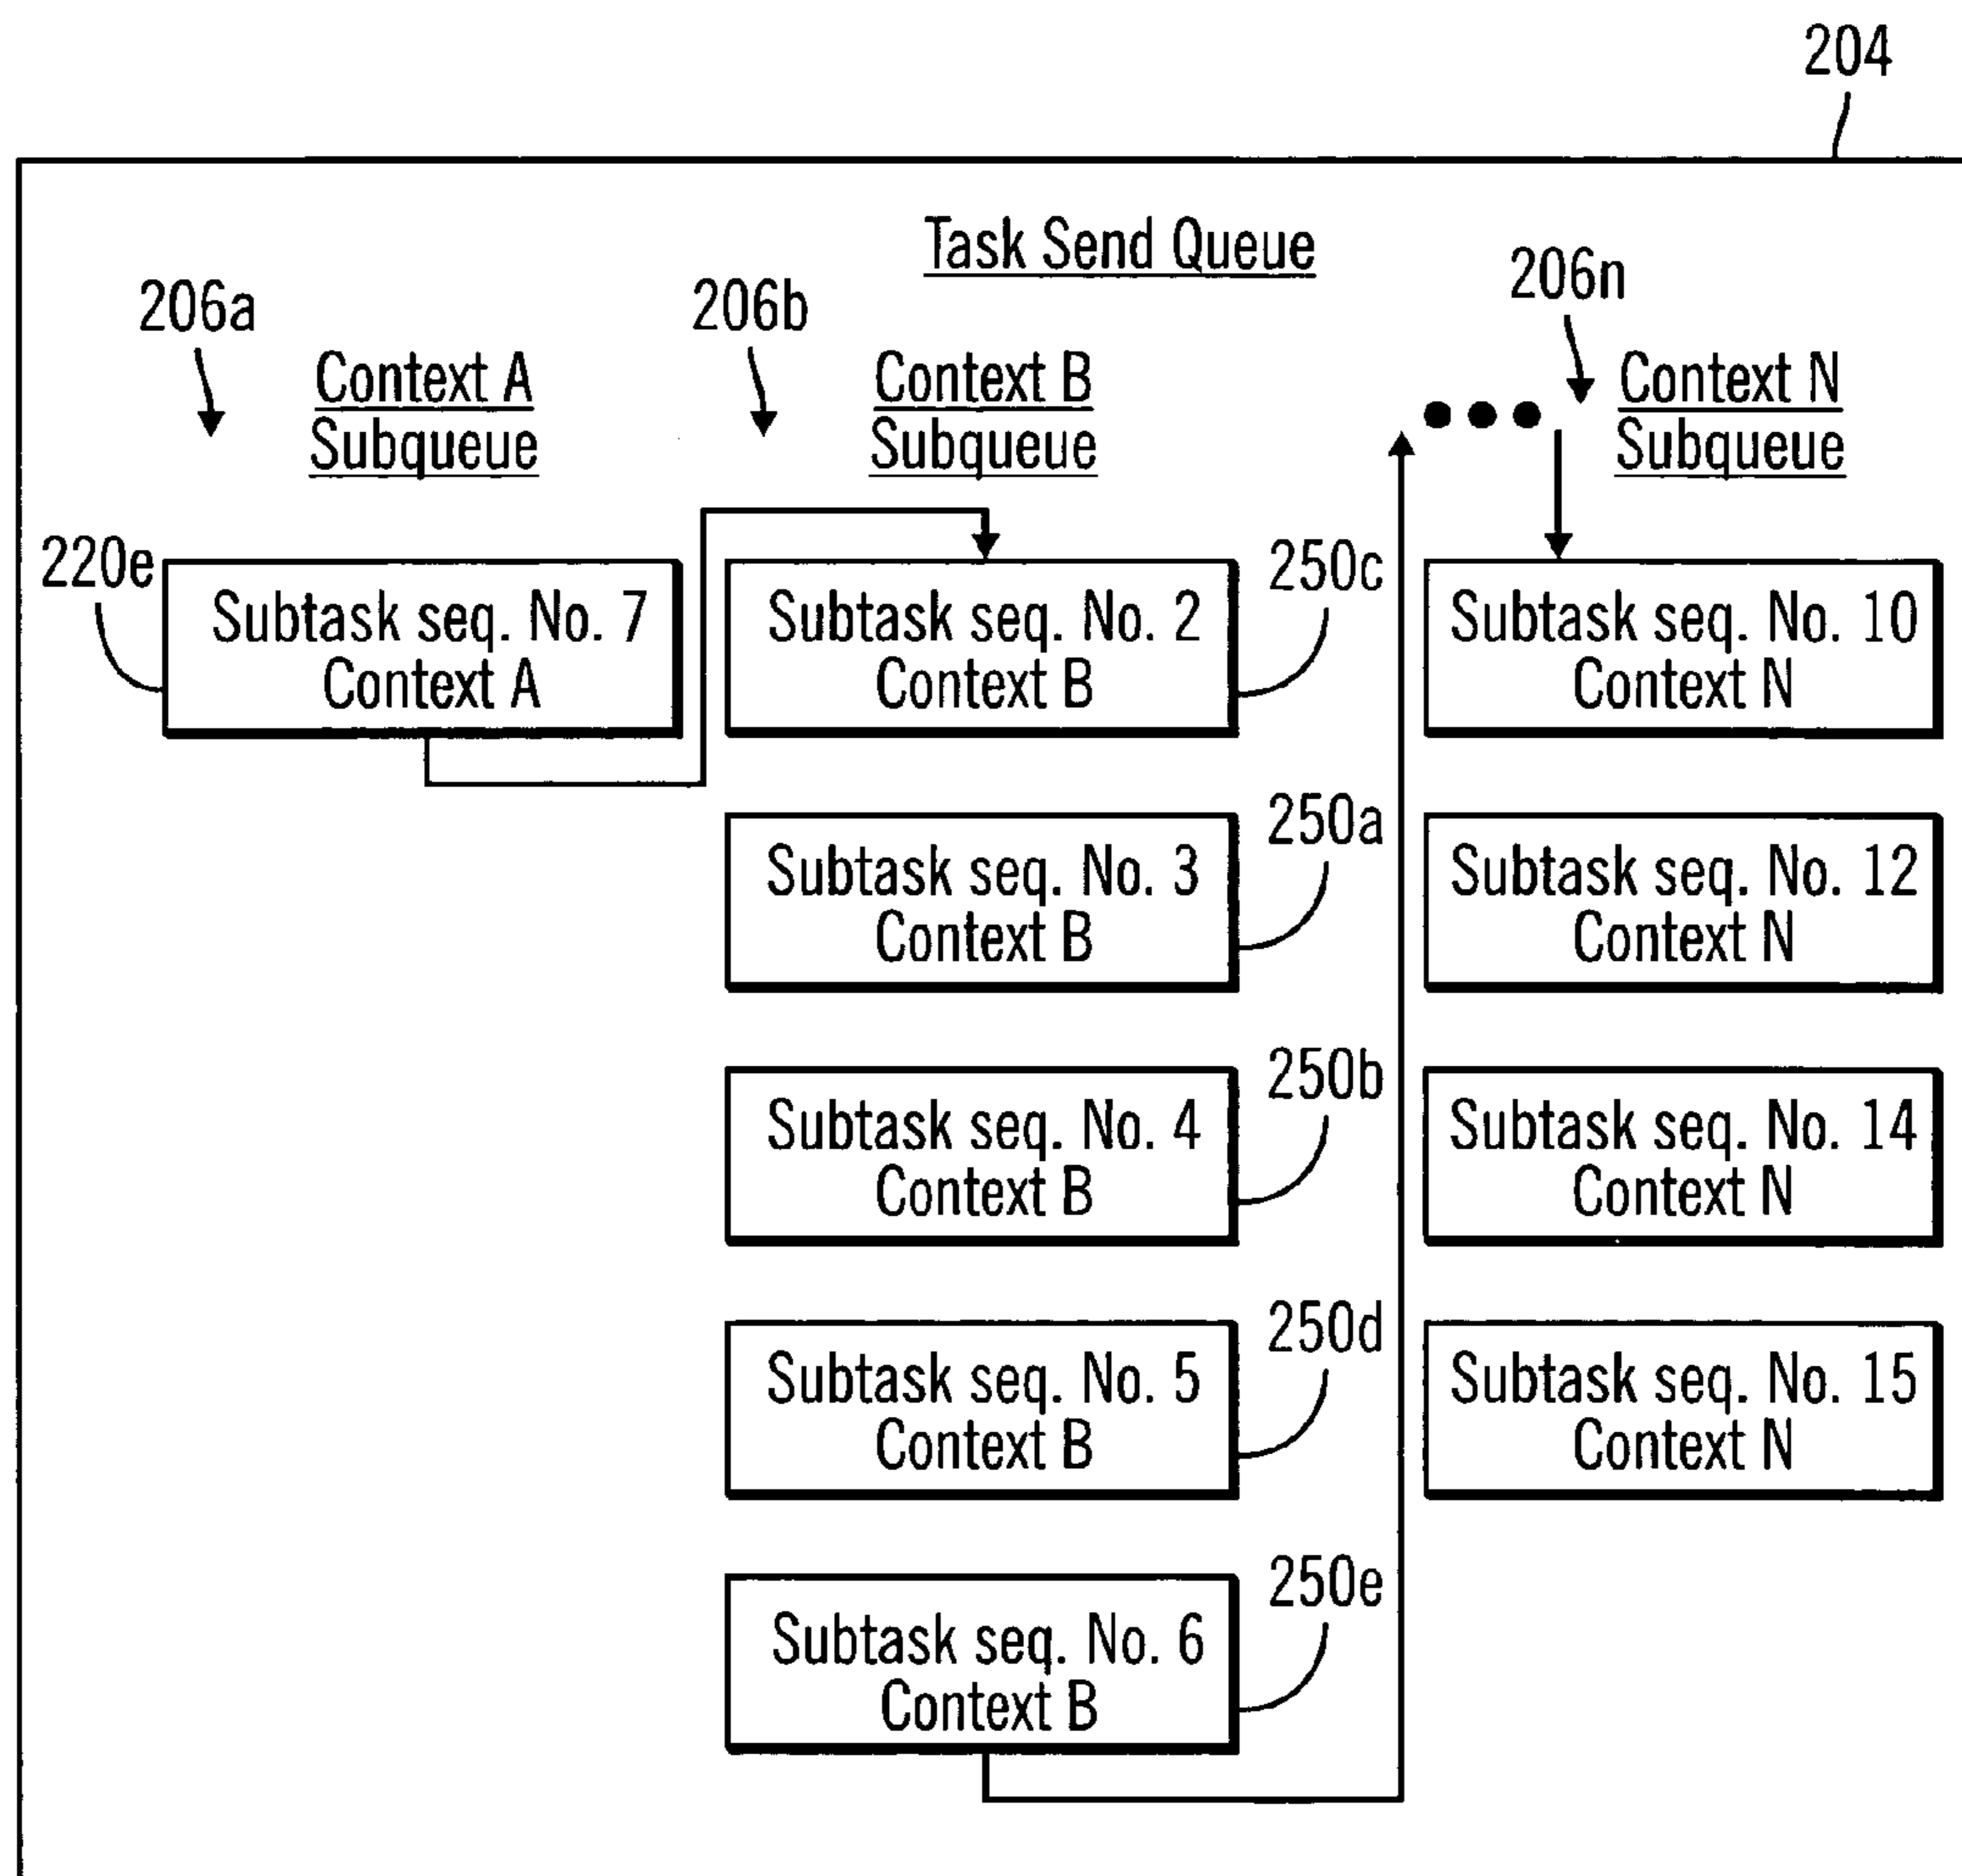 204
Task Send Queue
206a
206b
206n
Context A
Subqueue
Context B
Subqueue
Context N
Subqueue
220e
Subtask seq. No. 7
Context A
Subtask seq. No. 2
Context B
250c
Subtask seq. No. 10
Context N
Subtask seq. No. 3
Context B
250a
Subtask seq. No. 12
Context N
Subtask seq. No. 4
Context B
250b
Subtask seq. No. 14
Context N
Subtask seq. No. 5
Context B
250d
Subtask seq. No. 15
Context N
Subtask seq. No. 6
Context B
250e